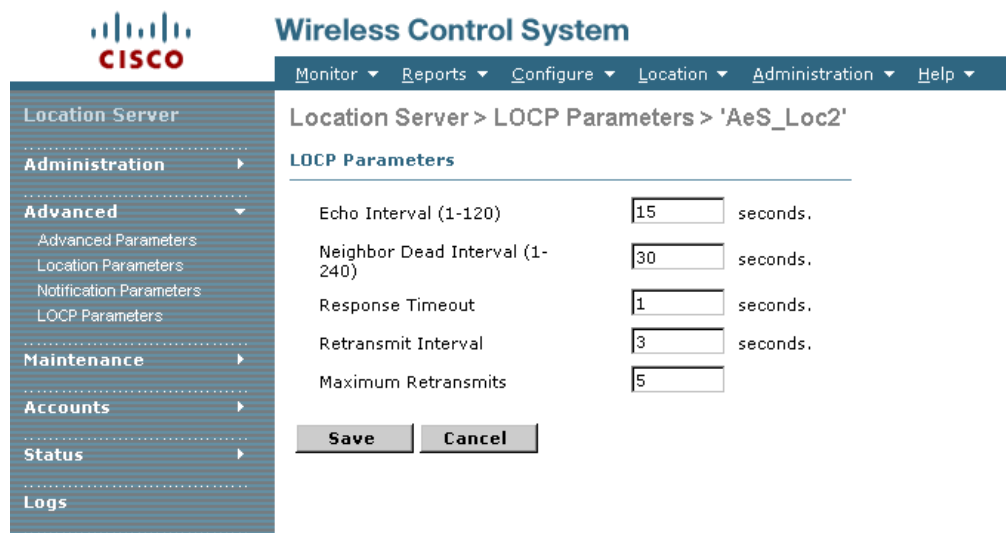 CISCO
Wireless Control System
Monitor Reports Configure Location Administration Help
Location Server
Administration
Advanced
Advanced Parameters
Location Parameters
Notification Parameters
LOCP Parameters
Maintenance
Accounts
Status
Logs
Location Server > LOCP Parameters > 'AeS_Loc2'
LOCP Parameters
Echo Interval (1-120) 15 seconds.
Neighbor Dead Interval (1-
240) 30 seconds.
Response Timeout 1 seconds.
Retransmit Interval 3 seconds.
Maximum Retransmits 5
Save Cancel